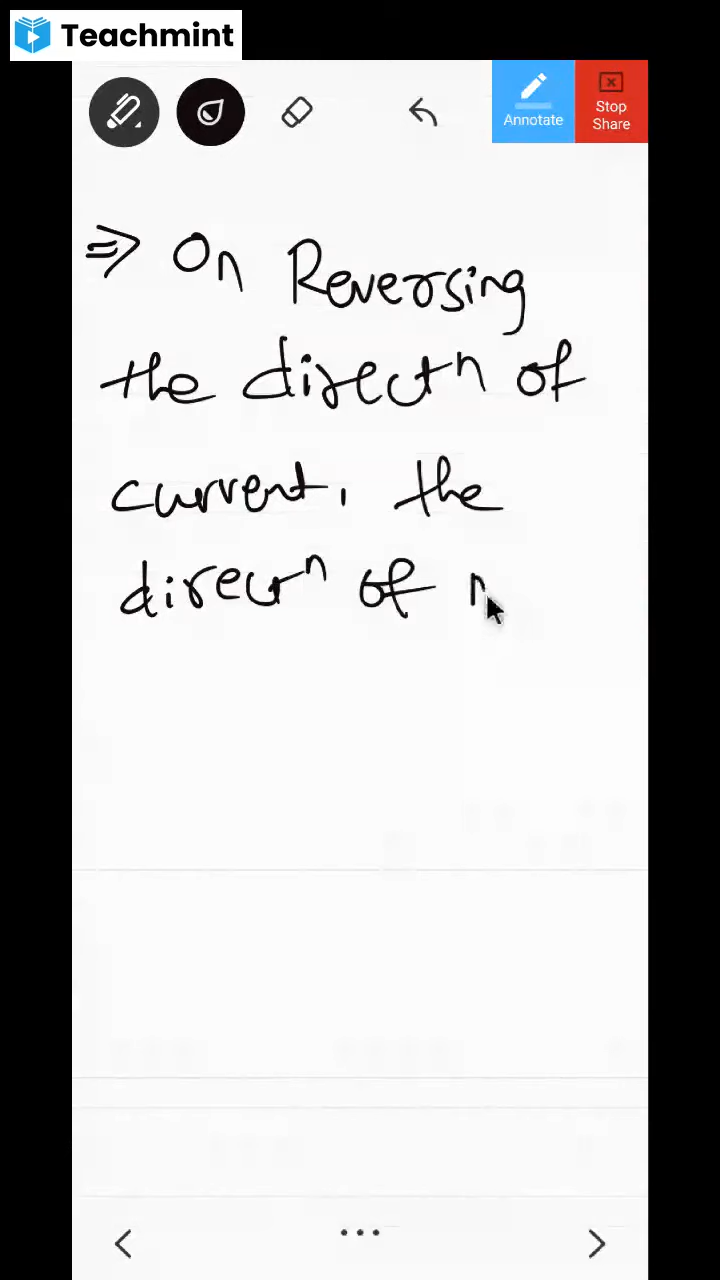 Teachmint
Annotate
Stop
Share
⇒ On Reversing
the directⁿ of
current, the
directⁿ of